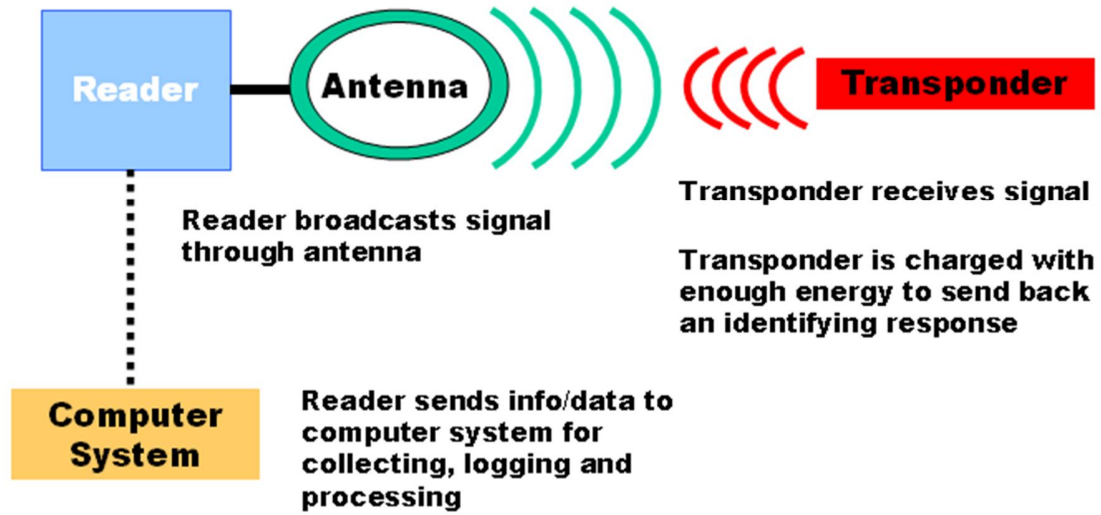 Reader
Antenna
Transponder
Reader broadcasts signal
through antenna
Transponder receives signal
Transponder is charged with
enough energy to send back
an identifying response
Computer
System
Reader sends info/data to
computer system for
collecting, logging and
processing